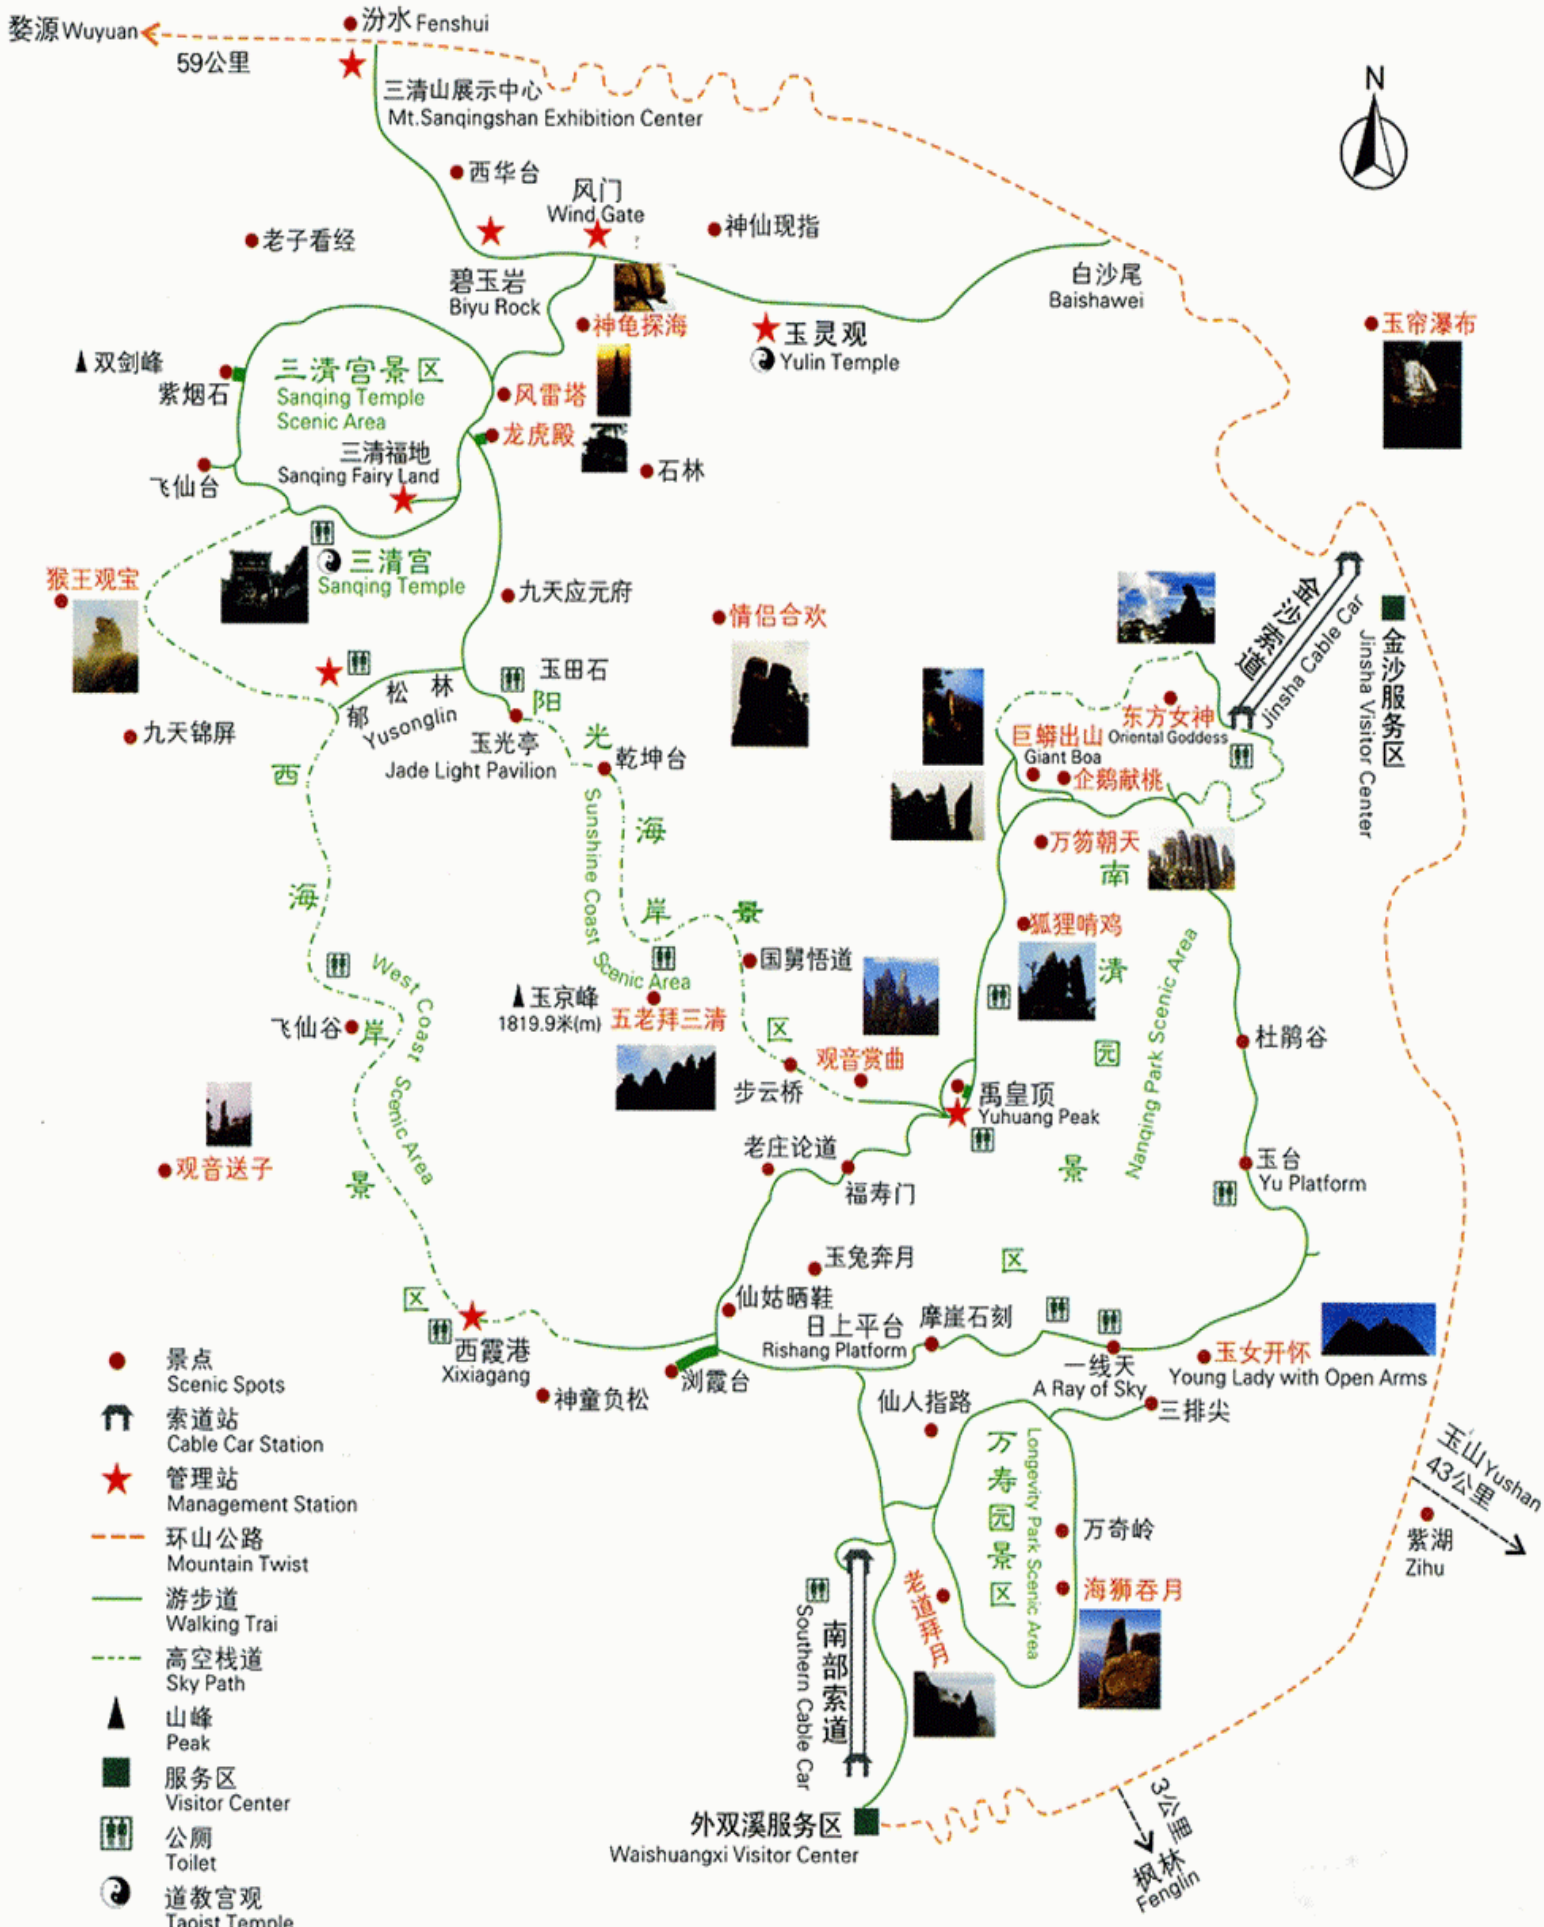 婺源 Wuyuan
59公里
汾水 Fenshui
三清山展示中心
Mt.Sanqingshan Exhibition Center
N
西华台
风门
Wind Gate
神仙现指
老子看经
碧玉岩
Biyu Rock
白沙尾
Baishawei
神龟探海
玉灵观
Yulin Temple
玉帘瀑布
双剑峰
紫烟石
三清宫景区
Sanqing Temple
Scenic Area
风雷塔
龙虎殿
三清福地
Sanqing Fairy Land
石林
飞仙台
三清宫
Sanqing Temple
猴王观宝
九天应元府
情侣合欢
金沙索道
Jinsha Cable Car
金沙服务区
Jinsha Visitor Center
玉田石
郁松林
Yusonglin
九天锦屏
玉光亭
Jade Light Pavilion
乾坤台
阳光海岸景区
Sunshine Coast Scenic Area
东方女神
Oriental Goddess
巨蟒出山
Giant Boa
企鹅献桃
万笏朝天
狐狸啃鸡
南清园景区
Nanqing Park Scenic Area
西海岸景区
West Coast Scenic Area
国舅悟道
玉京峰
1819.9米(m)
五老拜三清
飞仙谷
观音赏曲
步云桥
杜鹃谷
禹皇顶
Yuhuang Peak
观音送子
老庄论道
福寿门
玉台
Yu Platform
玉兔奔月
仙姑晒鞋
日上平台
Rishang Platform
摩崖石刻
西霞港
Xixiagang
浏霞台
神童负松
一线天
A Ray of Sky
玉女开怀
Young Lady with Open Arms
三排尖
仙人指路
万寿园景区
Longevity Park Scenic Area
玉山 Yushan
43公里
紫湖
Zihu
万奇岭
海狮吞月
老道拜月
南部索道
Southern Cable Car
外双溪服务区
Waishuangxi Visitor Center
3公里
枫林
Fenglin
景点
Scenic Spots
索道站
Cable Car Station
管理站
Management Station
环山公路
Mountain Twist
游步道
Walking Trai
高空栈道
Sky Path
山峰
Peak
服务区
Visitor Center
公厕
Toilet
道教宫观
Taoist Temple